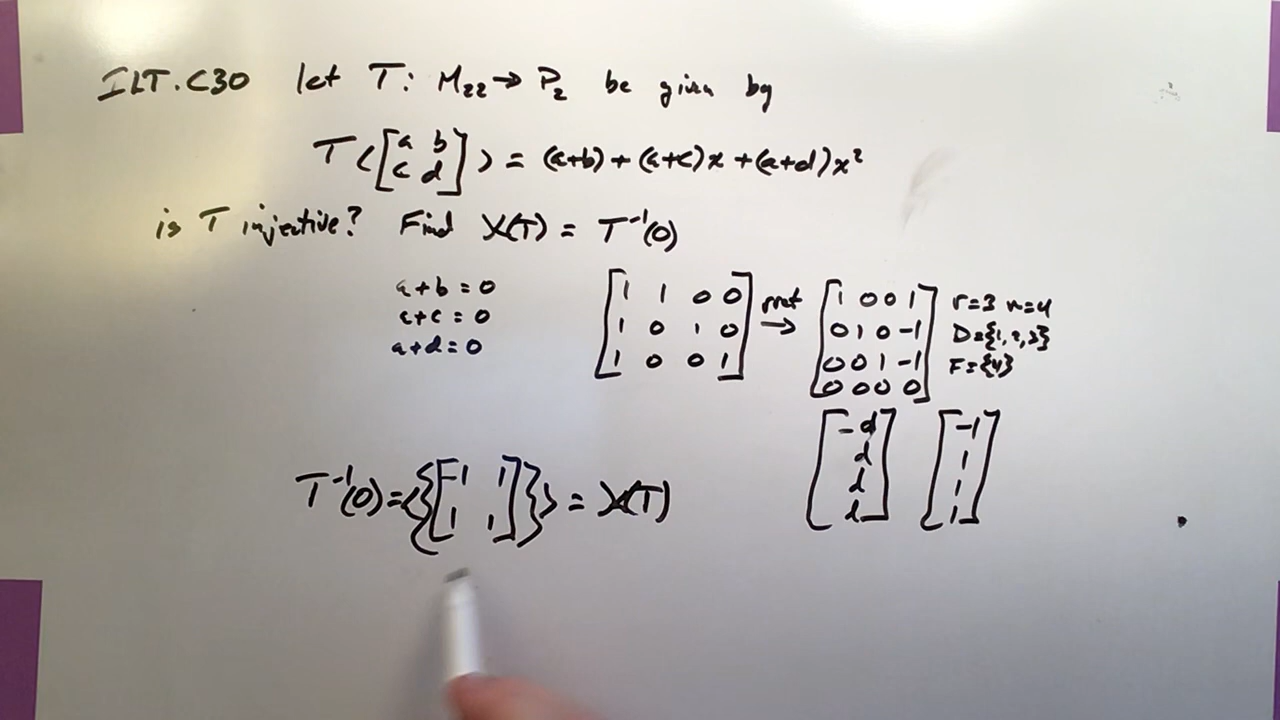 ILT.C30 let T: M₂₂ → P₂ be given by
T([a b; c d]) = (a+b) + (a+c)x + (a+d)x²
is T injective? Find K(T) = T⁻¹(0)
a+b=0
a+c=0
a+d=0
[1 1 0 0
1 0 1 0
1 0 0 1]
rref →
[1 0 0 1
0 1 0 -1
0 0 1 -1
0 0 0 0]
r=3 n=4
D={1,2,3}
F={4}
[-d
d
d
d]
[-1
1
1
1]
T⁻¹(0)=⟨{[-1 1; 1 1]}⟩ = K(T)